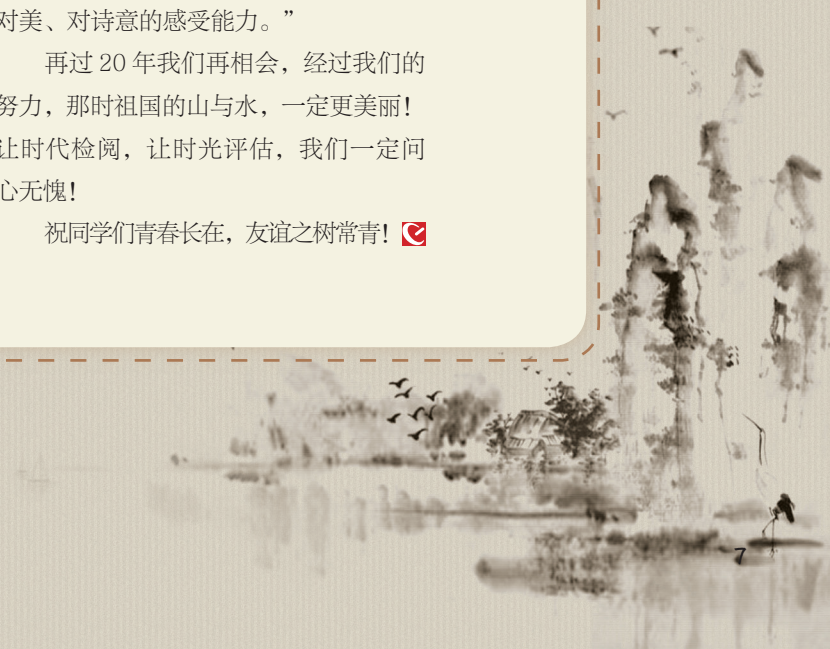 对美、对诗意的感受能力。”
再过 20 年我们再相会，经过我们的
努力，那时祖国的山与水，一定更美丽！
让时代检阅，让时光评估，我们一定问
心无愧！
祝同学们青春长在，友谊之树常青！
7